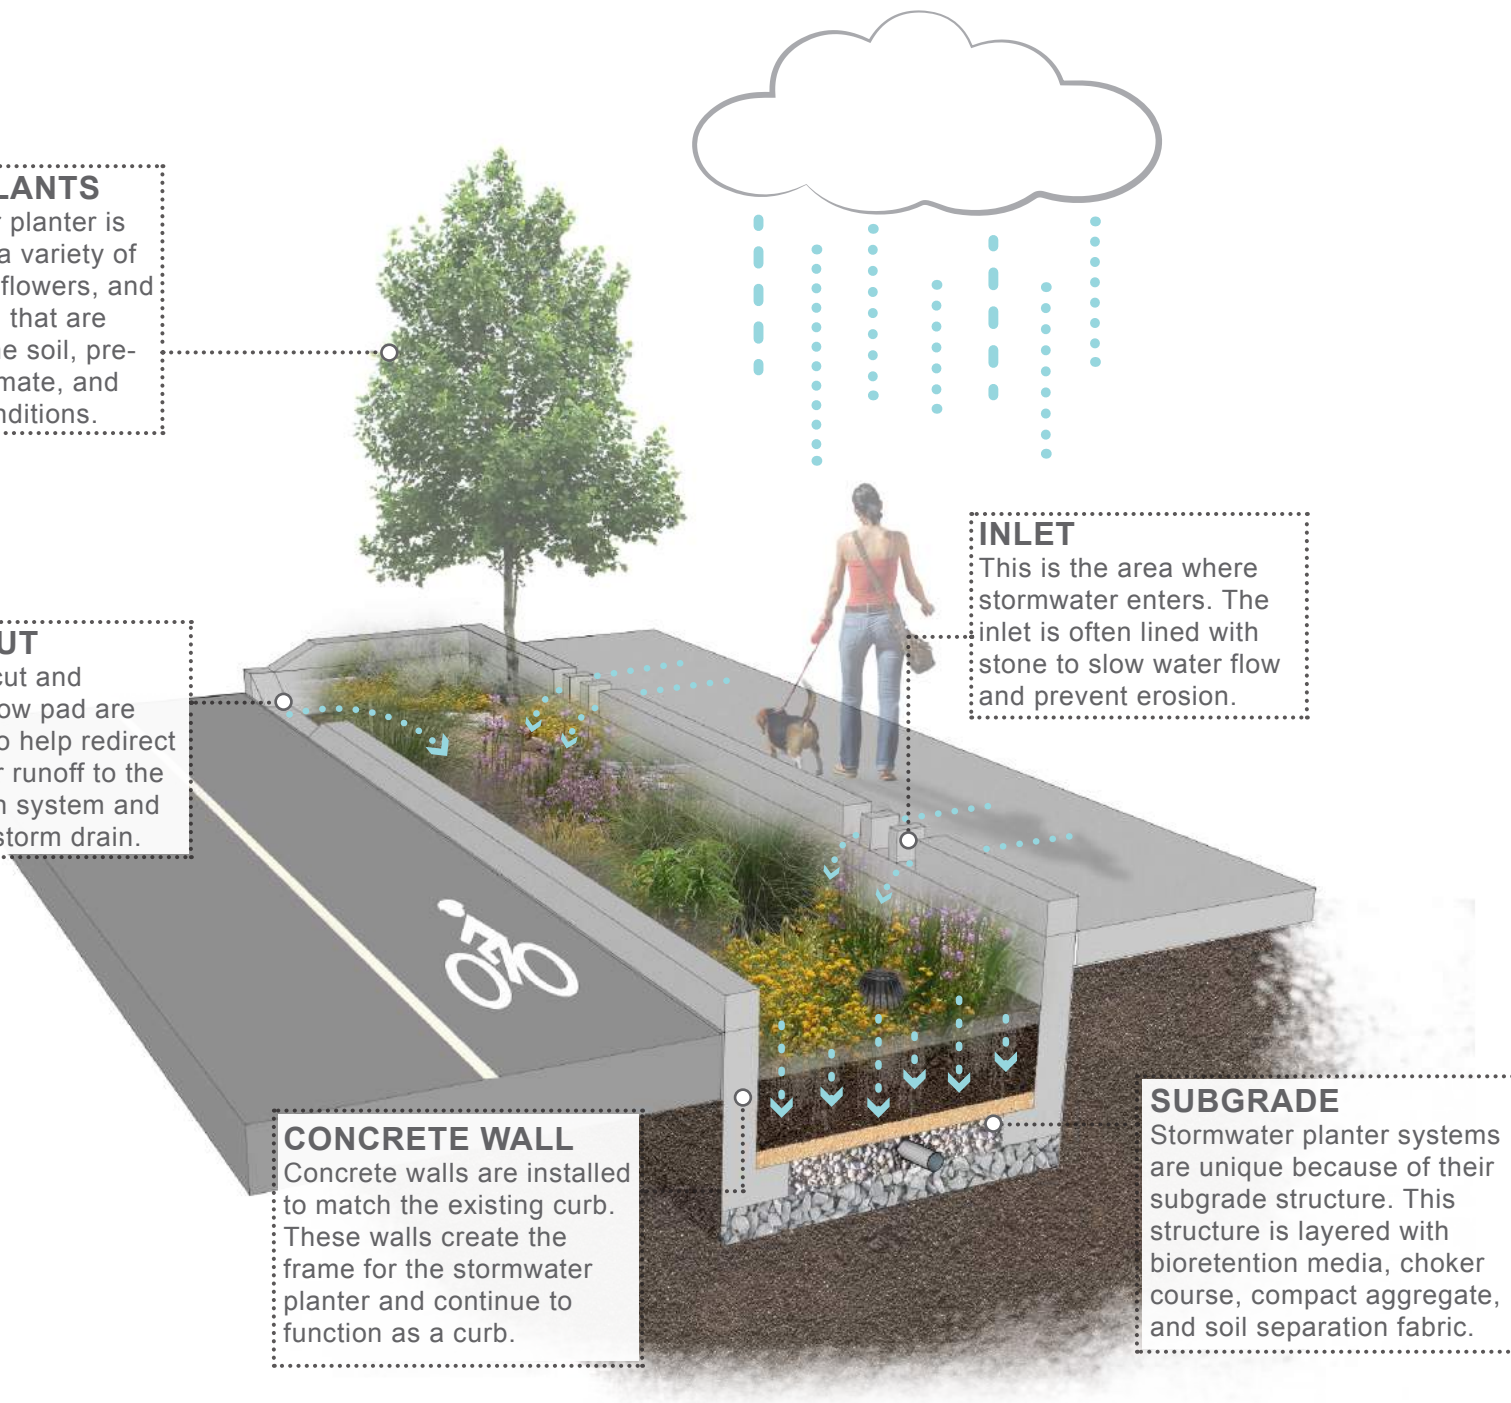 LANTS
planter is
a variety of
flowers, and
that are
soil, pre-
mate, and
nditions.
INLET
This is the area where
stormwater enters. The
inlet is often lined with
stone to slow water flow
and prevent erosion.
UT
cut and
ow pad are
o help redirect
r runoff to the
n system and
storm drain.
CONCRETE WALL
Concrete walls are installed
to match the existing curb.
These walls create the
frame for the stormwater
planter and continue to
function as a curb.
SUBGRADE
Stormwater planter systems
are unique because of their
subgrade structure. This
structure is layered with
bioretention media, choker
course, compact aggregate,
and soil separation fabric.